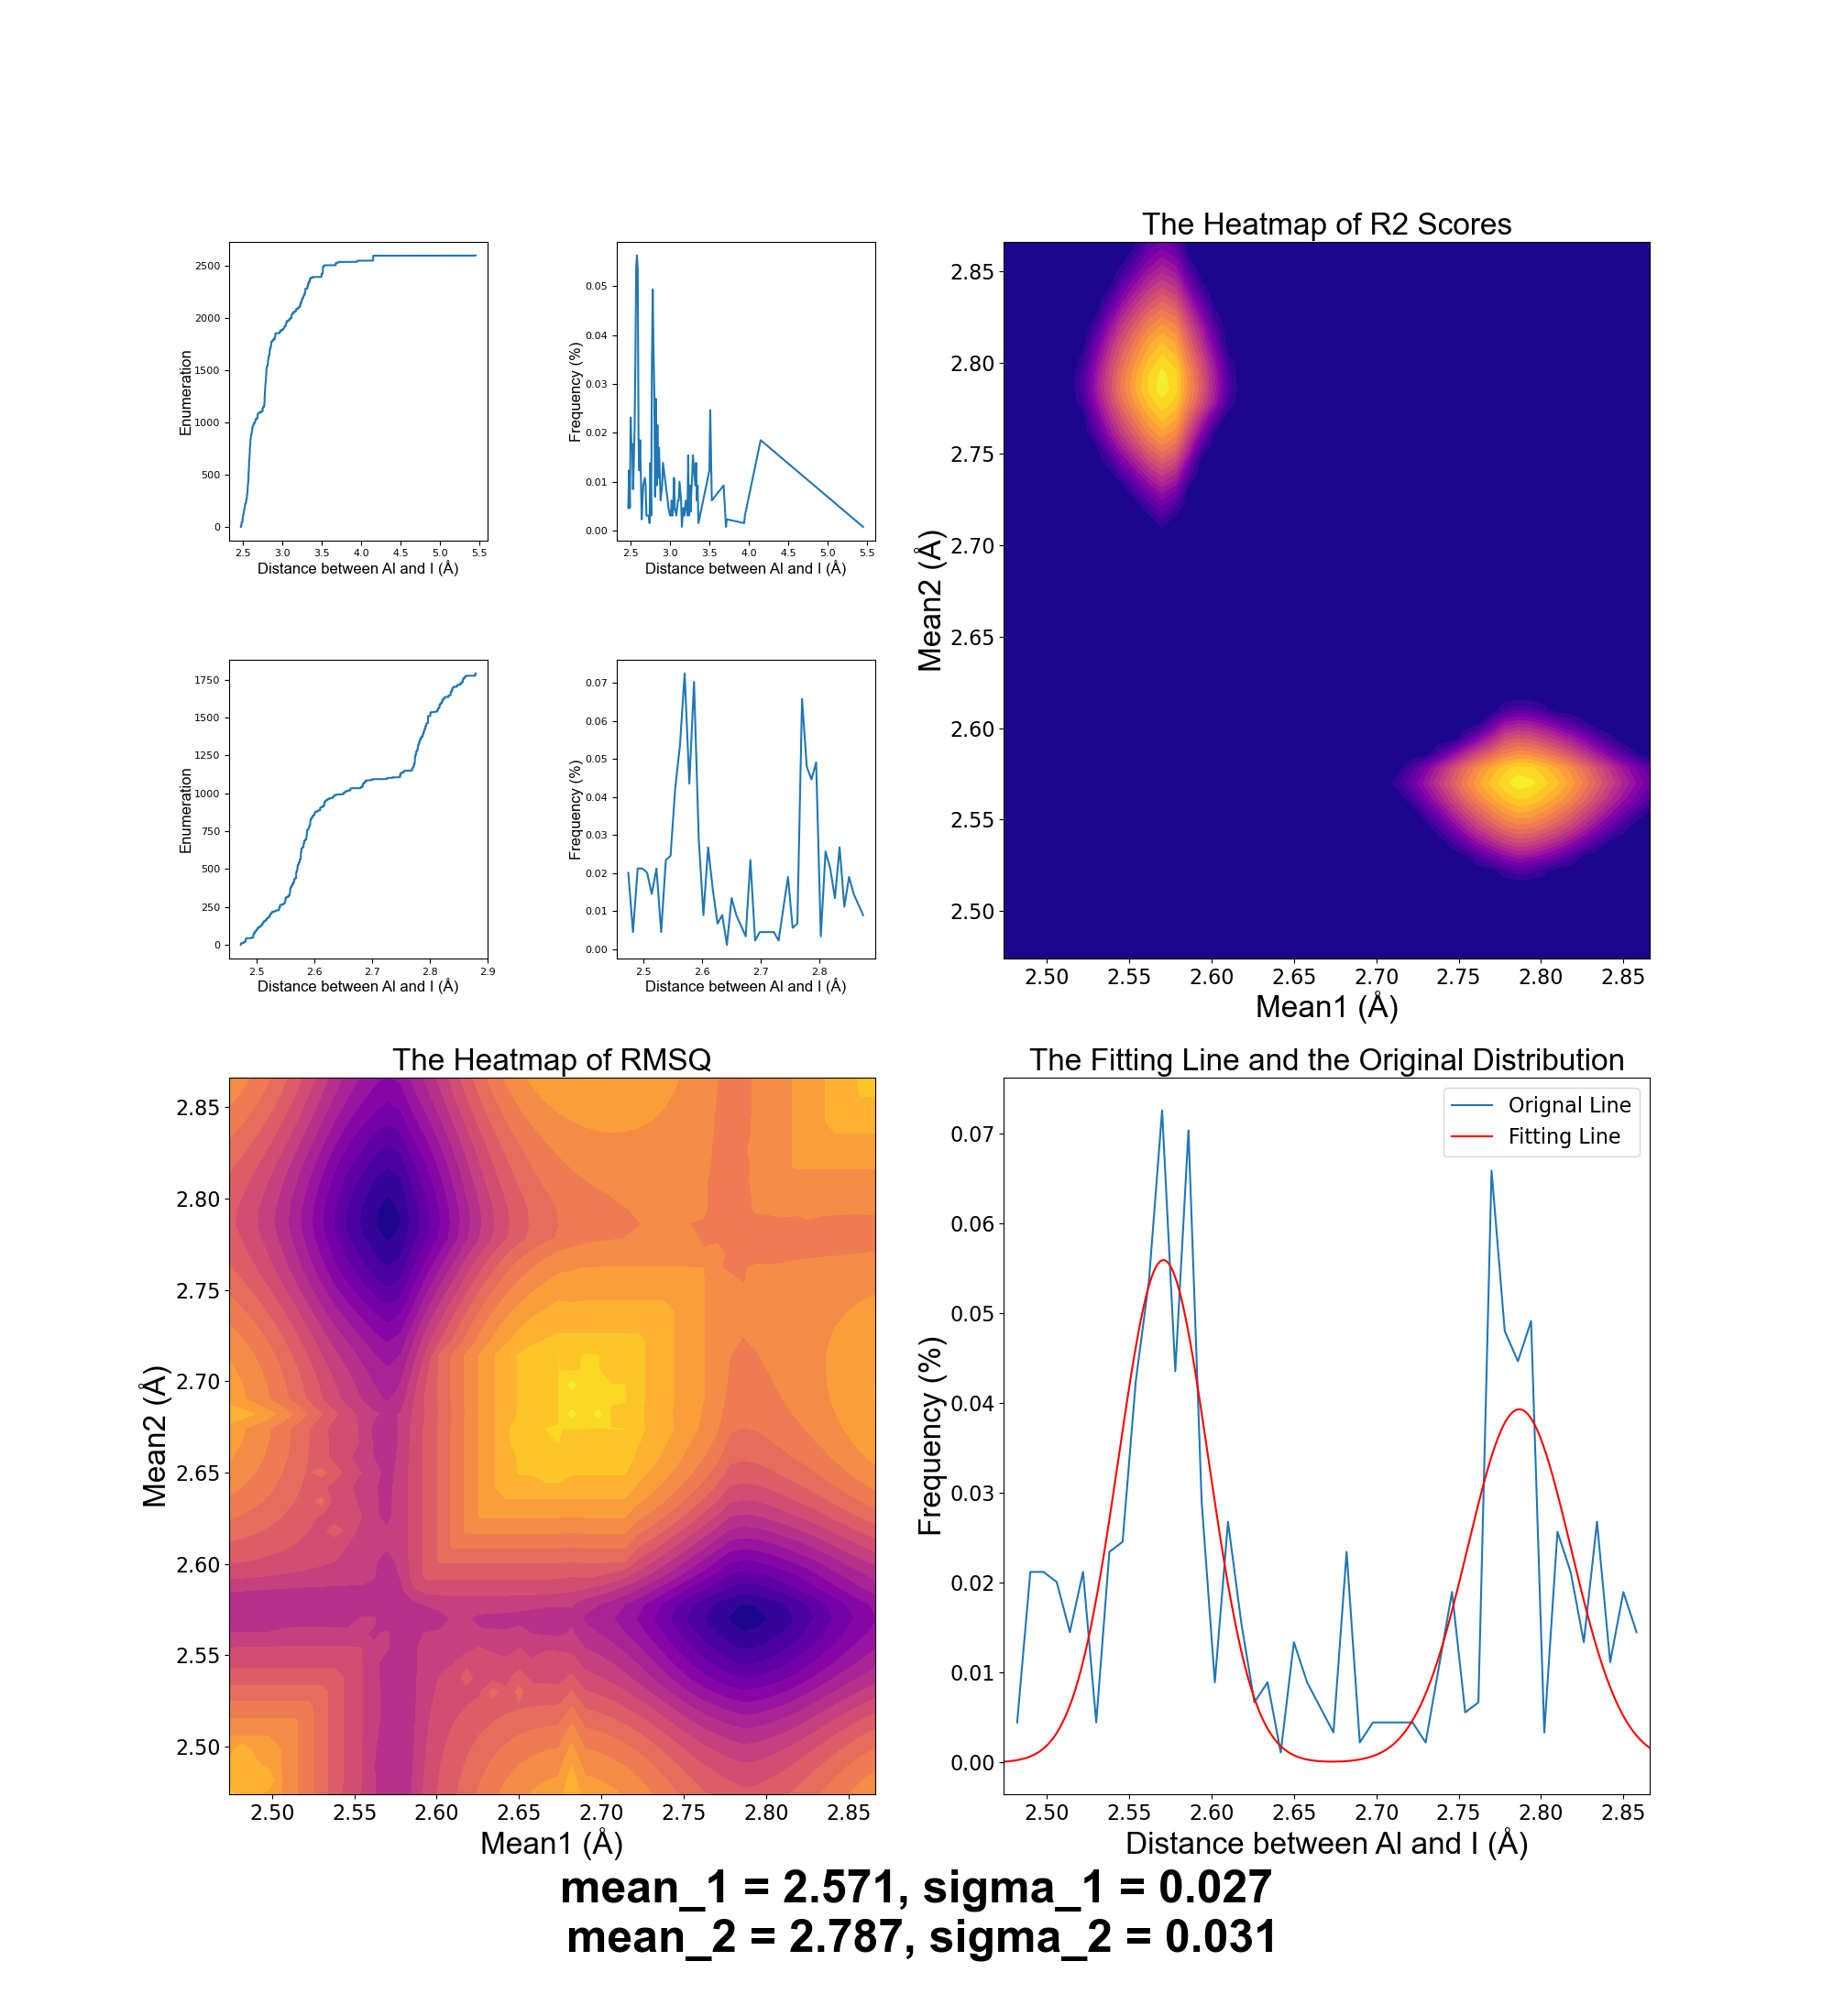 The Heatmap of R2 Scores
2500
2000
1500
1000
500
0
Enumeration
2.5 3.0 3.5 4.0 4.5 5.0 5.5
Distance between Al and I (Å)
0.05
0.04
0.03
0.02
0.01
0.00
Frequency (%)
2.5 3.0 3.5 4.0 4.5 5.0 5.5
Distance between Al and I (Å)
1750
1500
1250
1000
750
500
250
0
Enumeration
2.5 2.6 2.7 2.8 2.9
Distance between Al and I (Å)
0.07
0.06
0.05
0.04
0.03
0.02
0.01
0.00
Frequency (%)
2.5 2.6 2.7 2.8
Distance between Al and I (Å)
2.85
2.80
2.75
2.70
2.65
2.60
2.55
2.50
Mean2 (Å)
2.50 2.55 2.60 2.65 2.70 2.75 2.80 2.85
Mean1 (Å)
The Heatmap of RMSQ
2.85
2.80
2.75
2.70
2.65
2.60
2.55
2.50
Mean2 (Å)
2.50 2.55 2.60 2.65 2.70 2.75 2.80 2.85
Mean1 (Å)
The Fitting Line and the Original Distribution
Orignal Line
Fitting Line
0.07
0.06
0.05
0.04
0.03
0.02
0.01
0.00
Frequency (%)
2.50 2.55 2.60 2.65 2.70 2.75 2.80 2.85
Distance between Al and I (Å)
mean_1 = 2.571, sigma_1 = 0.027
mean_2 = 2.787, sigma_2 = 0.031